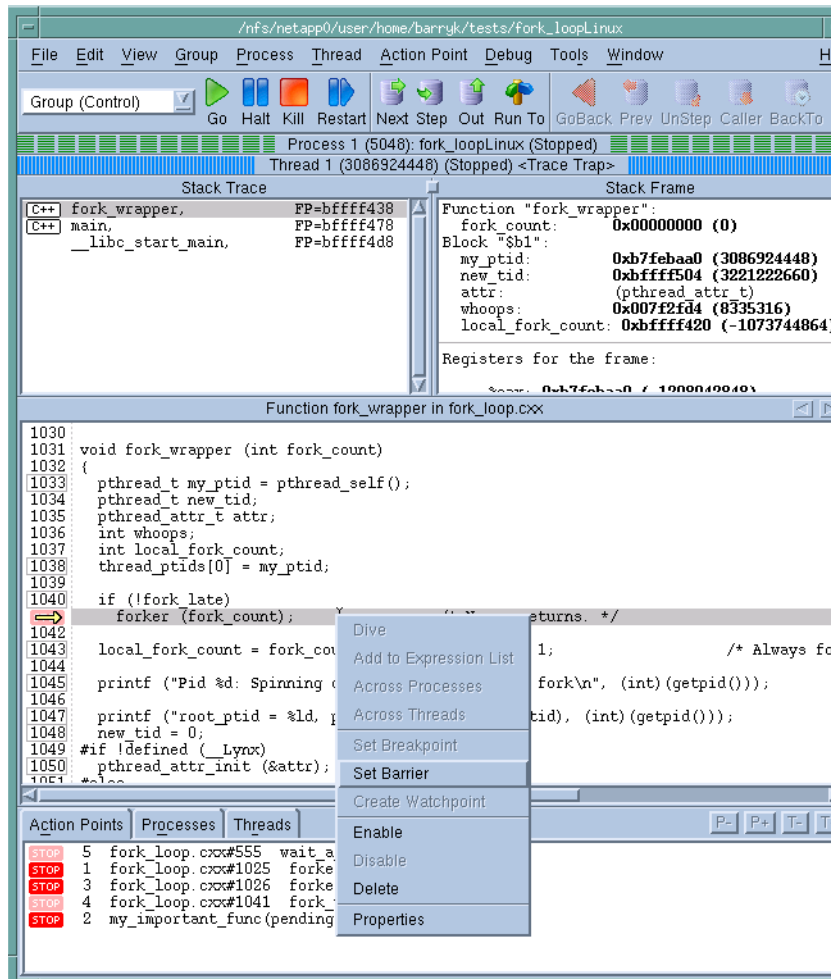 /nfs/netapp0/user/home/barryk/tests/fork_loopLinux
File Edit View Group Process Thread Action Point Debug Tools Window H
Group (Control) Go Halt Kill Restart Next Step Out Run To GoBack Prev UnStep Caller BackTo
Process 1 (5048): fork_loopLinux (Stopped)
Thread 1 (3086924448) (Stopped) <Trace Trap>
Stack Trace
C++ fork_wrapper, FP=bffff438
C++ main, FP=bffff478
__libc_start_main, FP=bffff4d8
Stack Frame
Function "fork_wrapper":
fork_count: 0x00000000 (0)
Block "$b1":
my_ptid: 0xb7febaa0 (3086924448)
new_tid: 0xbffff504 (3221222660)
attr: (pthread_attr_t)
whoops: 0x007f2fd4 (8335316)
local_fork_count: 0xbffff420 (-1073744864)
Registers for the frame:
%eax: 0xb7febaa0 (-1208042848)
Function fork_wrapper in fork_loop.cxx
1030
1031 void fork_wrapper (int fork_count)
1032 {
1033 pthread_t my_ptid = pthread_self();
1034 pthread_t new_tid;
1035 pthread_attr_t attr;
1036 int whoops;
1037 int local_fork_count;
1038 thread_ptids[0] = my_ptid;
1039
1040 if (!fork_late)
forker (fork_count); returns. */
1042
1043 local_fork_count = fork_cou 1; /* Always fo
1044
1045 printf ("Pid %d: Spinning fork\n", (int)(getpid()));
1046
1047 printf ("root_ptid = %ld, p tid), (int)(getpid()));
1048 new_tid = 0;
1049 #if !defined (__Lynx)
1050 pthread_attr_init (&attr);
1051 #else
Dive
Add to Expression List
Across Processes
Across Threads
Set Breakpoint
Set Barrier
Create Watchpoint
Enable
Disable
Delete
Properties
Action Points Processes Threads P- P+ T- T
STOP 5 fork_loop.cxx#555 wait_a
STOP 1 fork_loop.cxx#1025 forke
STOP 3 fork_loop.cxx#1026 forke
STOP 4 fork_loop.cxx#1041 fork_
STOP 2 my_important_func(pending